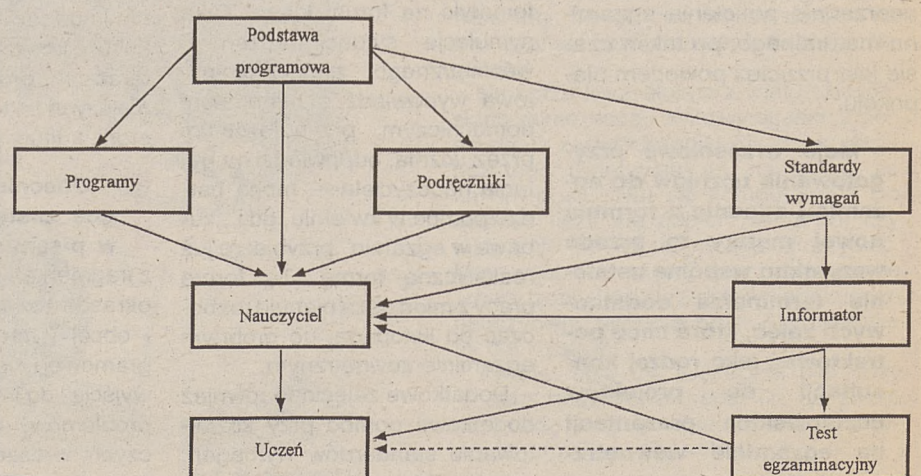 Podstawa
programowa
Programy
Podręczniki
Standardy
wymagań
Nauczyciel
Informator
Uczeń
Test
egzaminacyjny